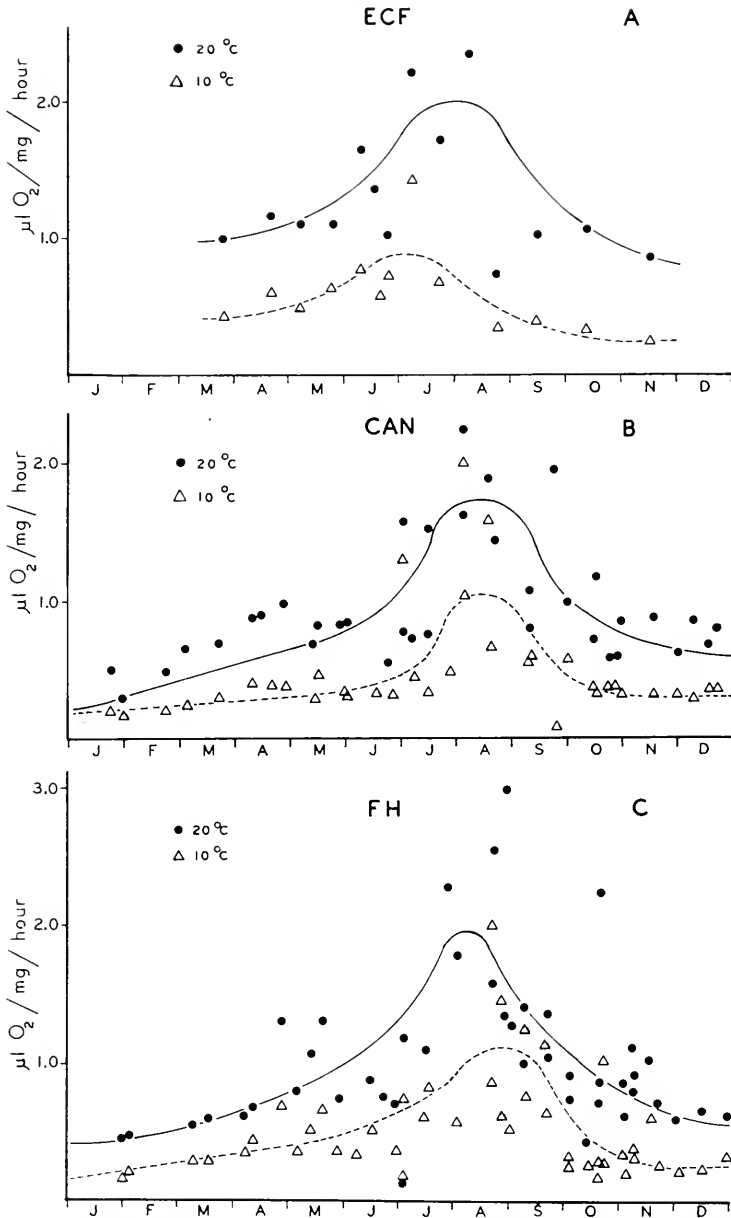 ECF A
● 20 °C
△ 10 °C
μl O2/mg/hour
2.0
1.0
J F M A M J J A S O N D
CAN B
● 20 °C
△ 10 °C
μl O2/mg/hour
2.0
1.0
J F M A M J J A S O N D
FH C
● 20 °C
△ 10 °C
μl O2/mg/hour
3.0
2.0
1.0
J F M A M J J A S O N D